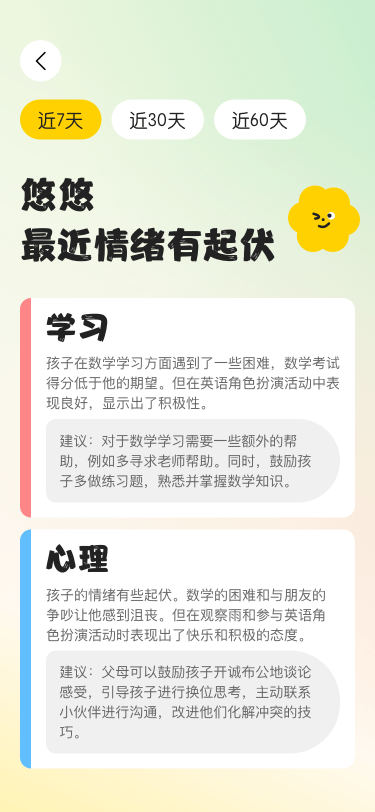 近7天
近30天
近60天
悠悠
最近情绪有起伏
学习
孩子在数学学习方面遇到了一些困难，数学考试
得分低于他的期望。但在英语角色扮演活动中表
现良好，显示出了积极性。
建议：对于数学学习需要一些额外的帮
助，例如多寻求老师帮助。同时，鼓励孩
子多做练习题，熟悉并掌握数学知识。
心理
孩子的情绪有些起伏。数学的困难和与朋友的
争吵让他感到沮丧。但在观察雨和参与英语角
色扮演活动时表现出了快乐和积极的态度。
建议：父母可以鼓励孩子开诚布公地谈论
感受，引导孩子进行换位思考，主动联系
小伙伴进行沟通，改进他们化解冲突的技
巧。